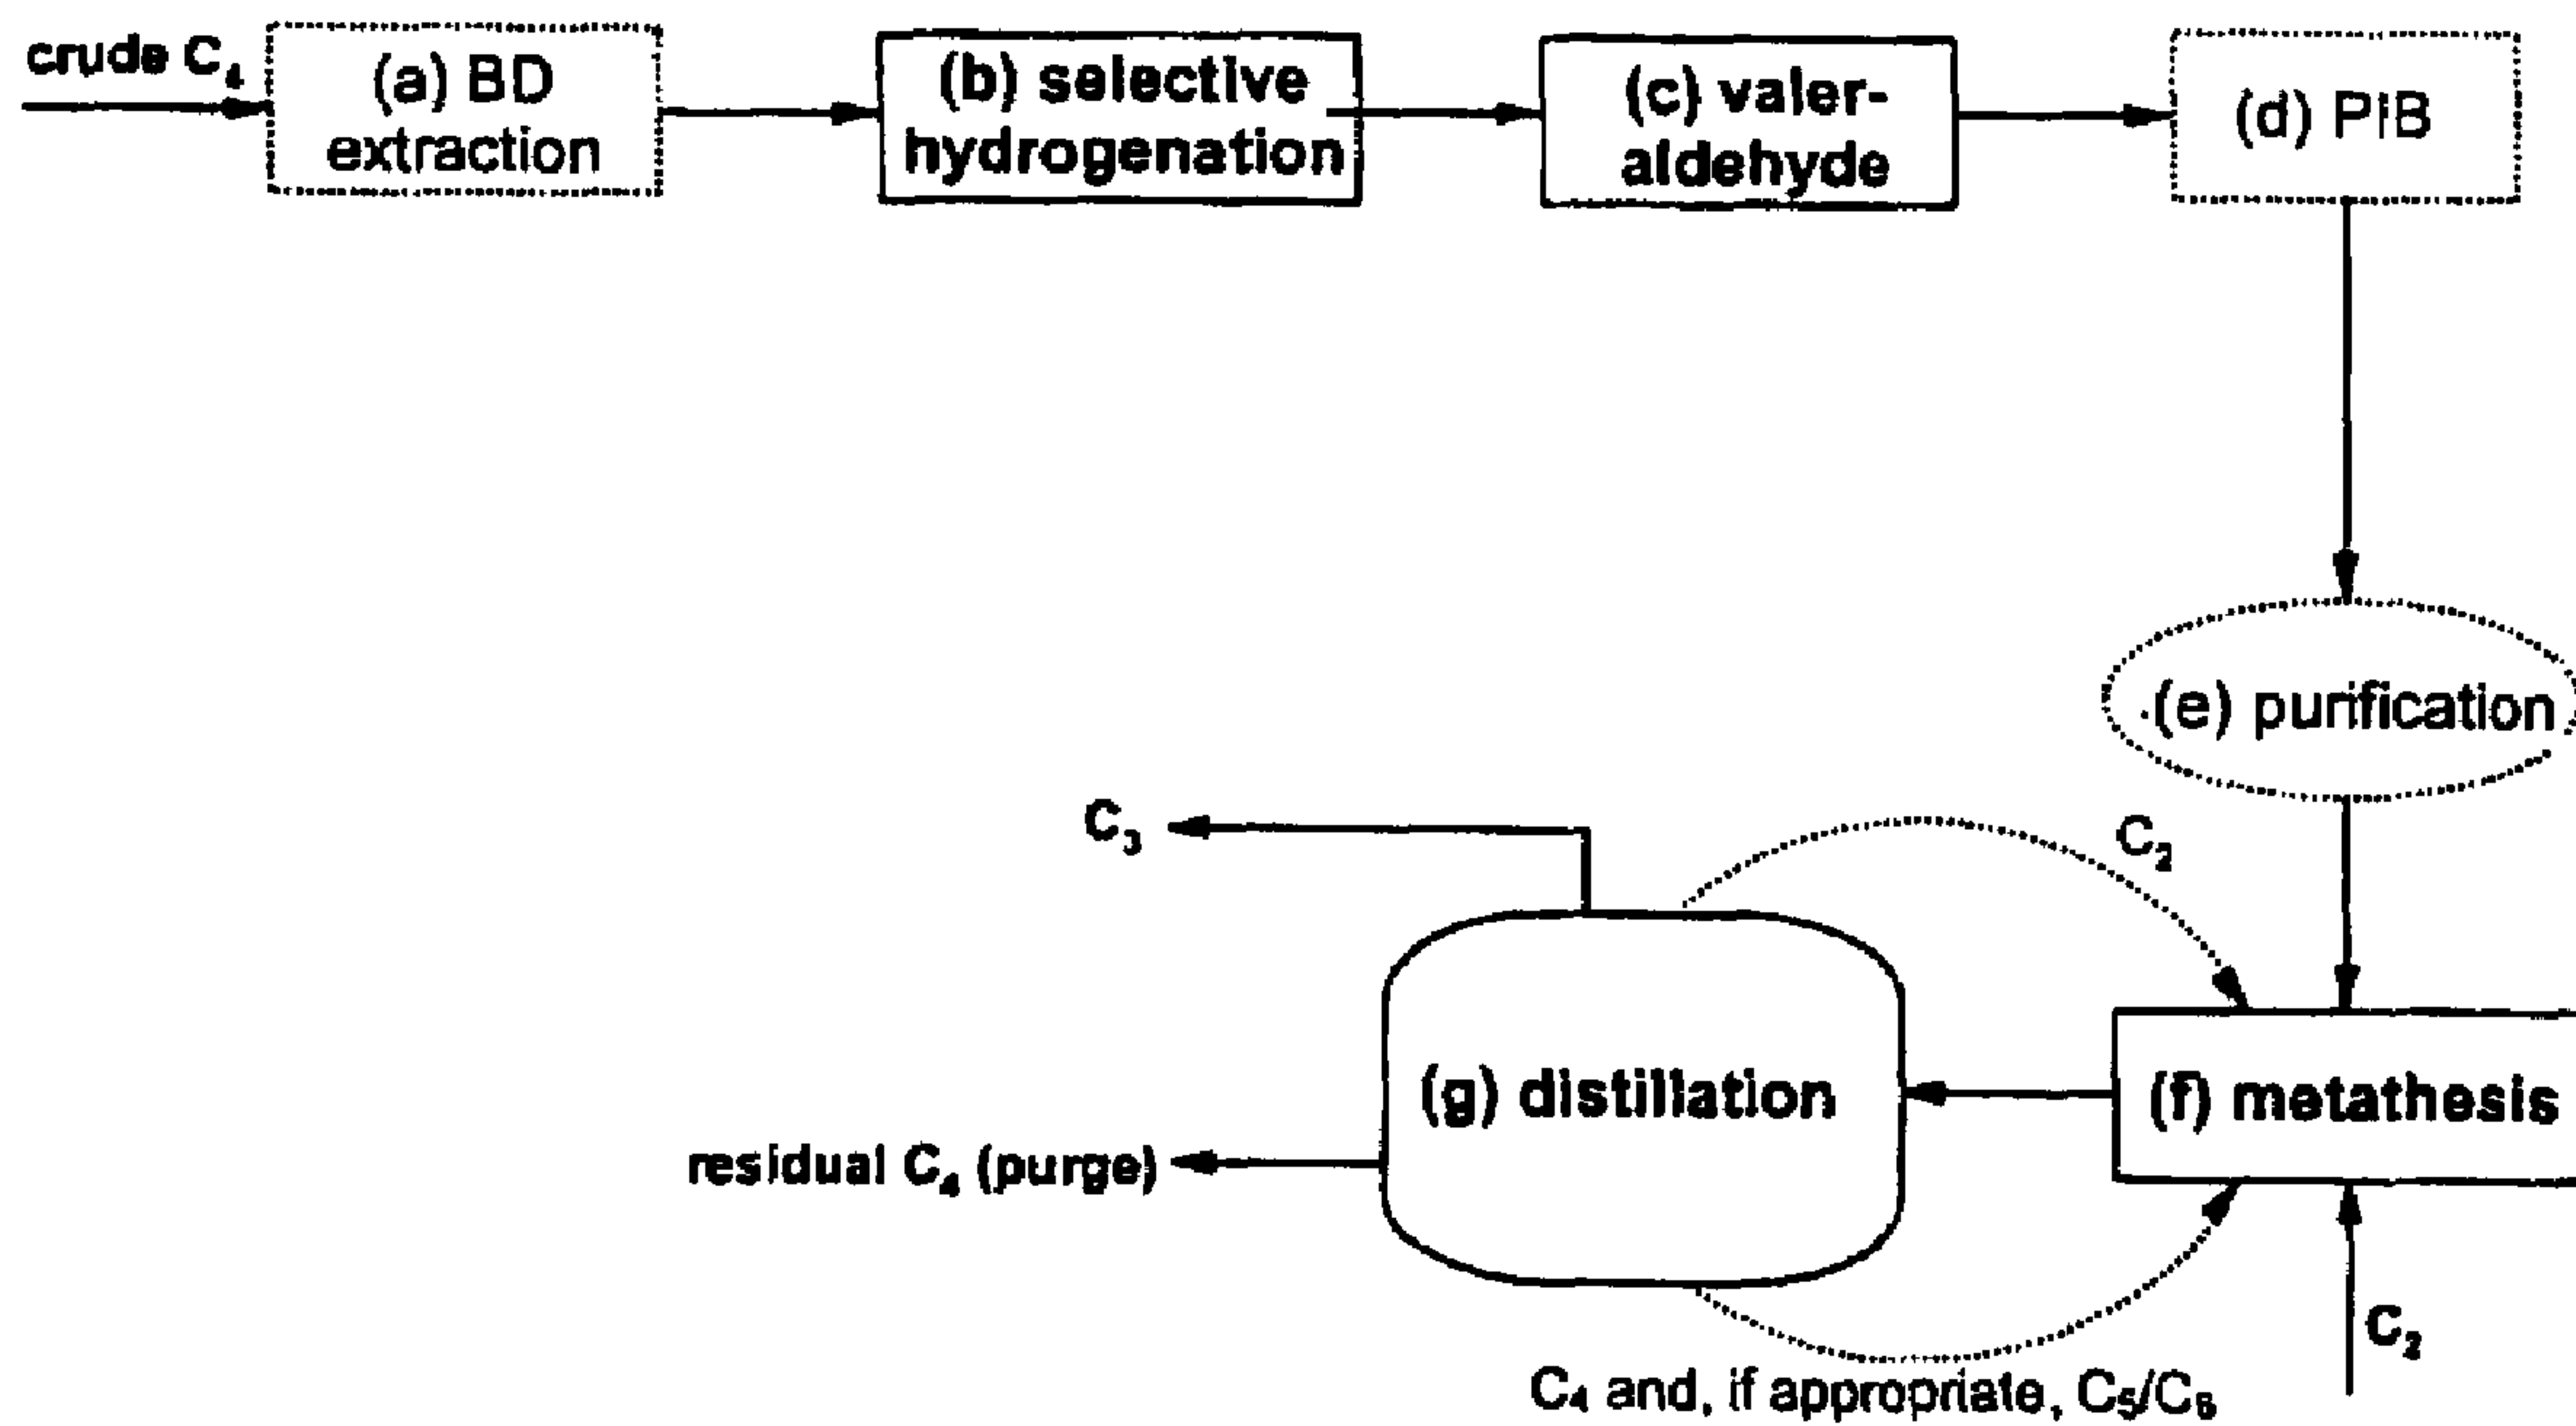 crude C₄
(a) BD
extraction
(b) selective
hydrogenation
(c) valer-
aldehyde
(d) PIB
(e) purification
C₃
C₂
(g) distillation
(f) metathesis
residual C₄ (purge)
C₂
C₄ and, if appropriate, C₅/C₆